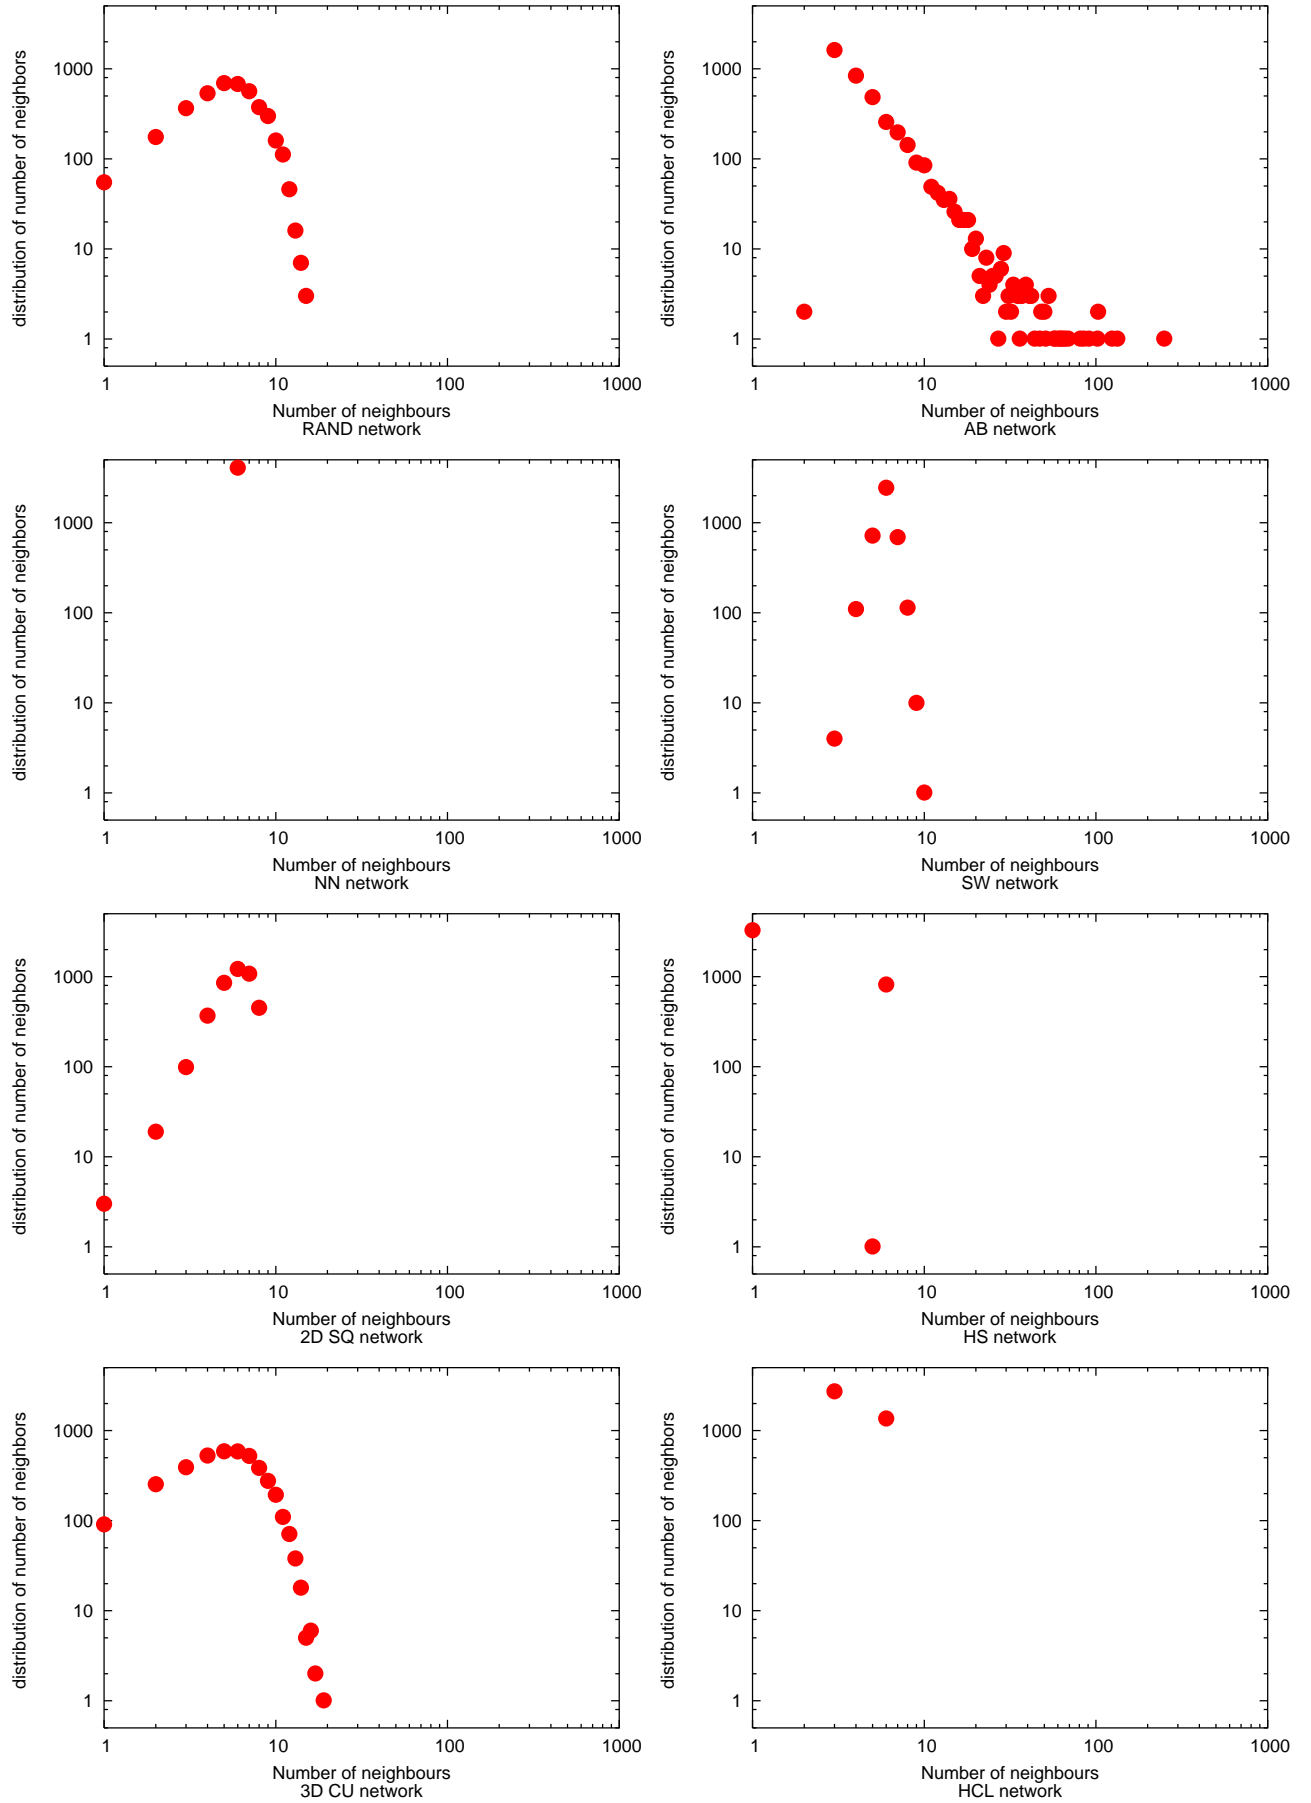 distribution of number of neighbors
1000
100
10
1
1 10 100 1000
Number of neighbours
RAND network
distribution of number of neighbors
1000
100
10
1
1 10 100 1000
Number of neighbours
AB network
distribution of number of neighbors
1000
100
10
1
1 10 100 1000
Number of neighbours
NN network
distribution of number of neighbors
1000
100
10
1
1 10 100 1000
Number of neighbours
SW network
distribution of number of neighbors
1000
100
10
1
1 10 100 1000
Number of neighbours
2D SQ network
distribution of number of neighbors
1000
100
10
1
1 10 100 1000
Number of neighbours
HS network
distribution of number of neighbors
1000
100
10
1
1 10 100 1000
Number of neighbours
3D CU network
distribution of number of neighbors
1000
100
10
1
1 10 100 1000
Number of neighbours
HCL network